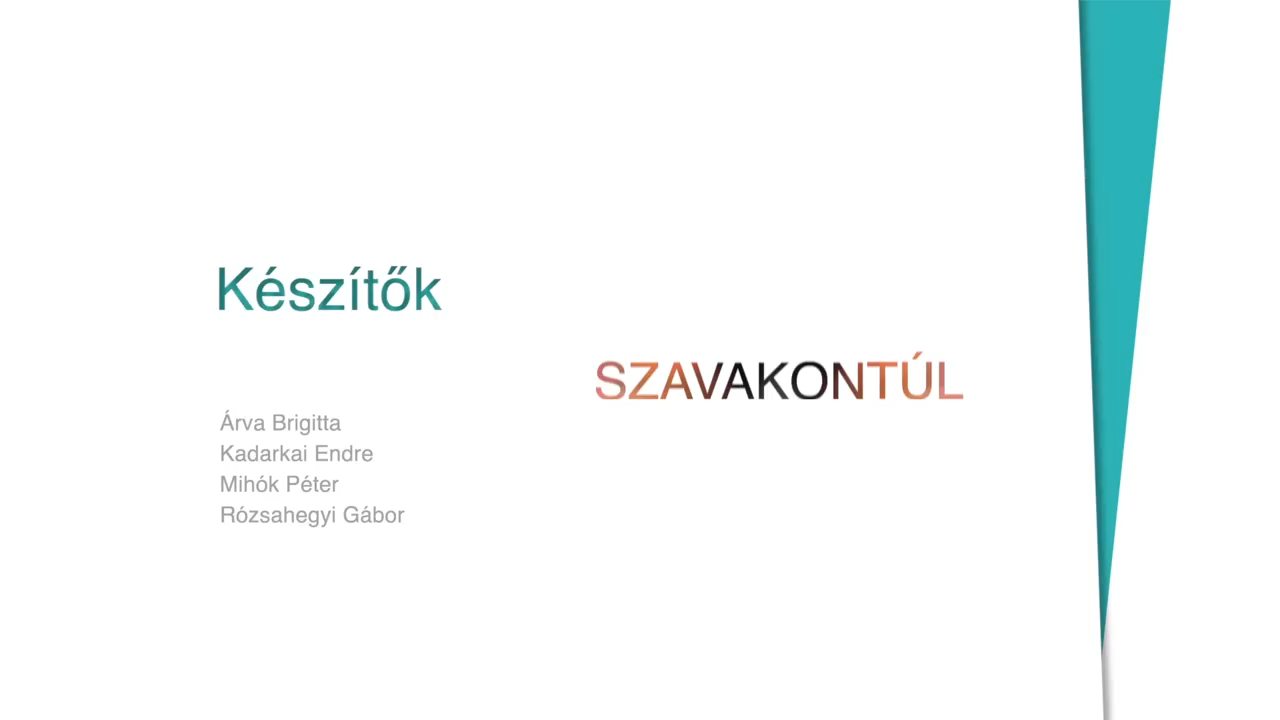 Készítők
SZAVAKONTÚL
Árva Brigitta
Kadarkai Endre
Mihók Péter
Rózsahegyi Gábor